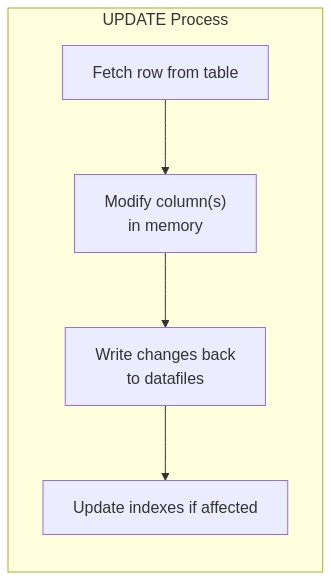 UPDATE Process
Fetch row from table
Modify column(s)
in memory
Write changes back
to datafiles
Update indexes if affected